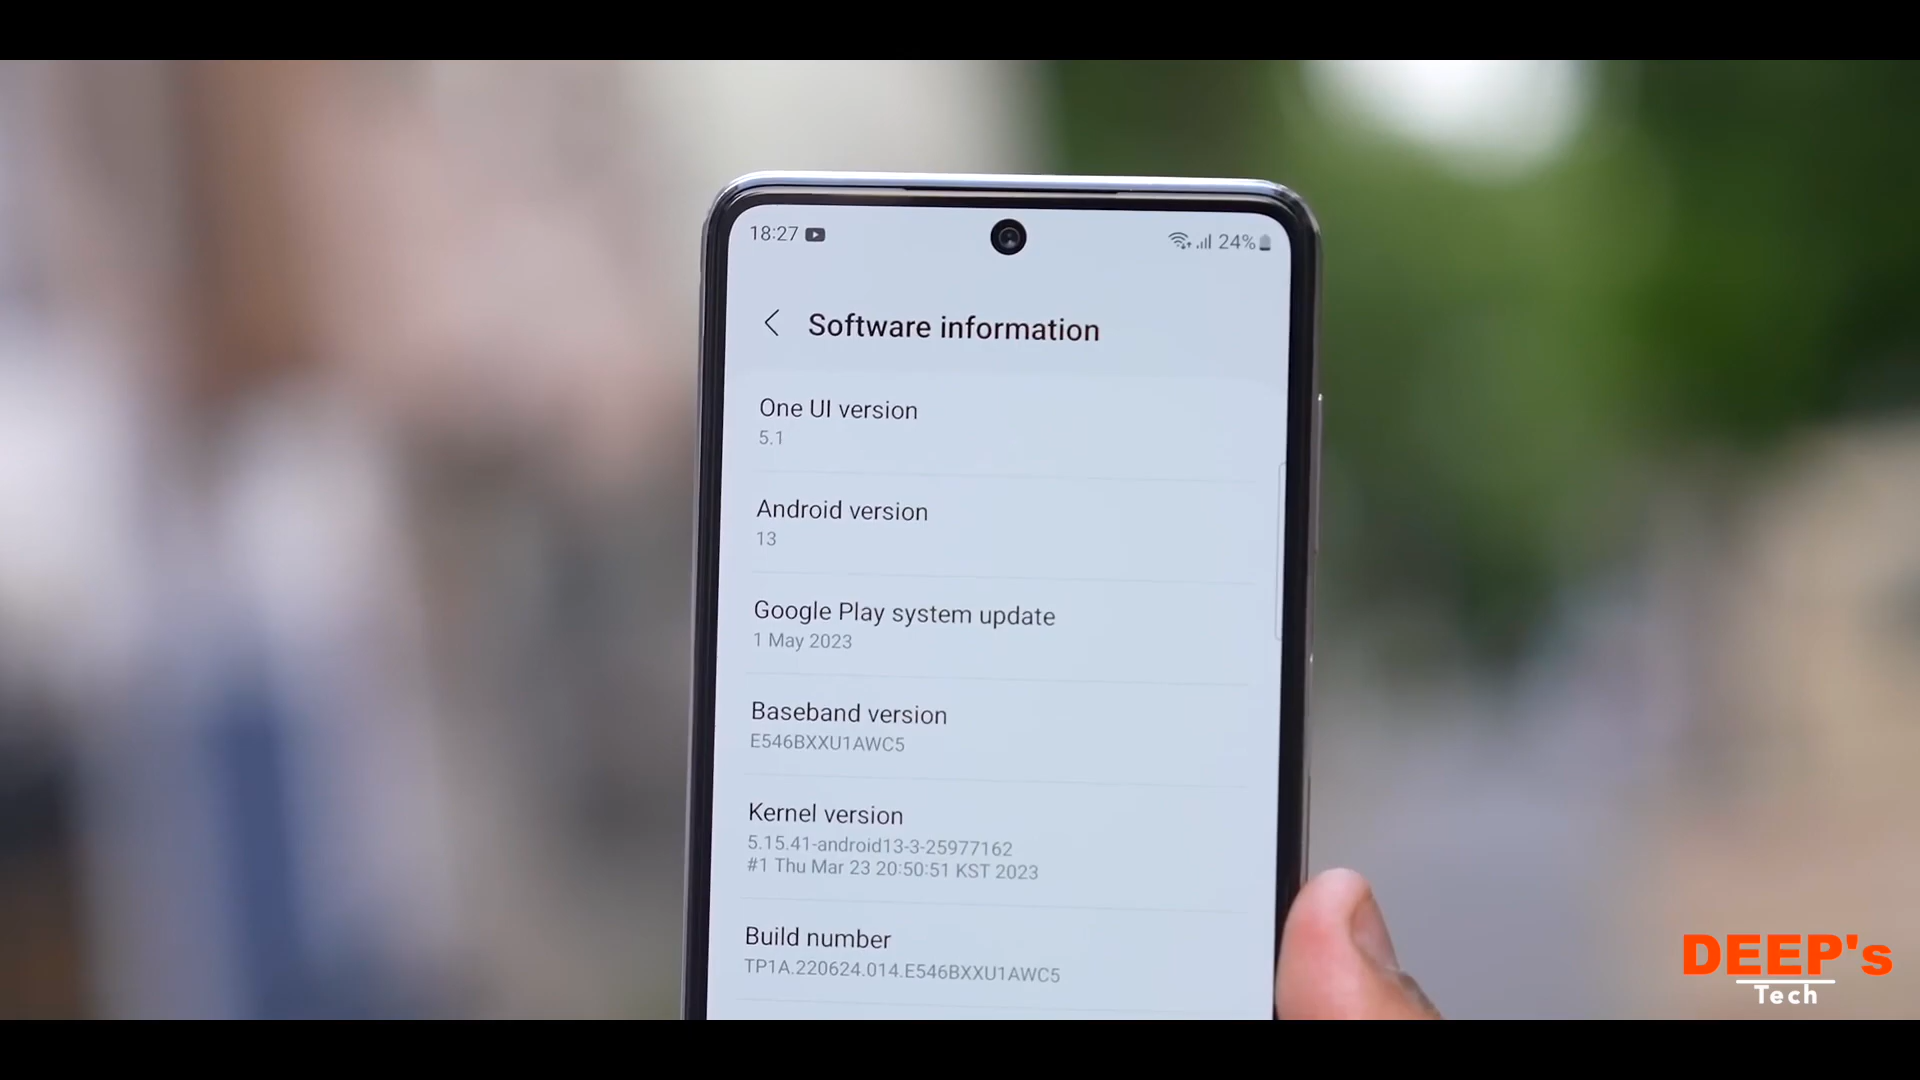 18:27
24%
Software information
One UI version
5.1
Android version
13
Google Play system update
1 May 2023
Baseband version
E546BXXU1AWC5
Kernel version
5.15.41-android13-3-25977162
#1 Thu Mar 23 20:50:51 KST 2023
Build number
TP1A.220624.014.E546BXXU1AWC5
DEEP's
Tech